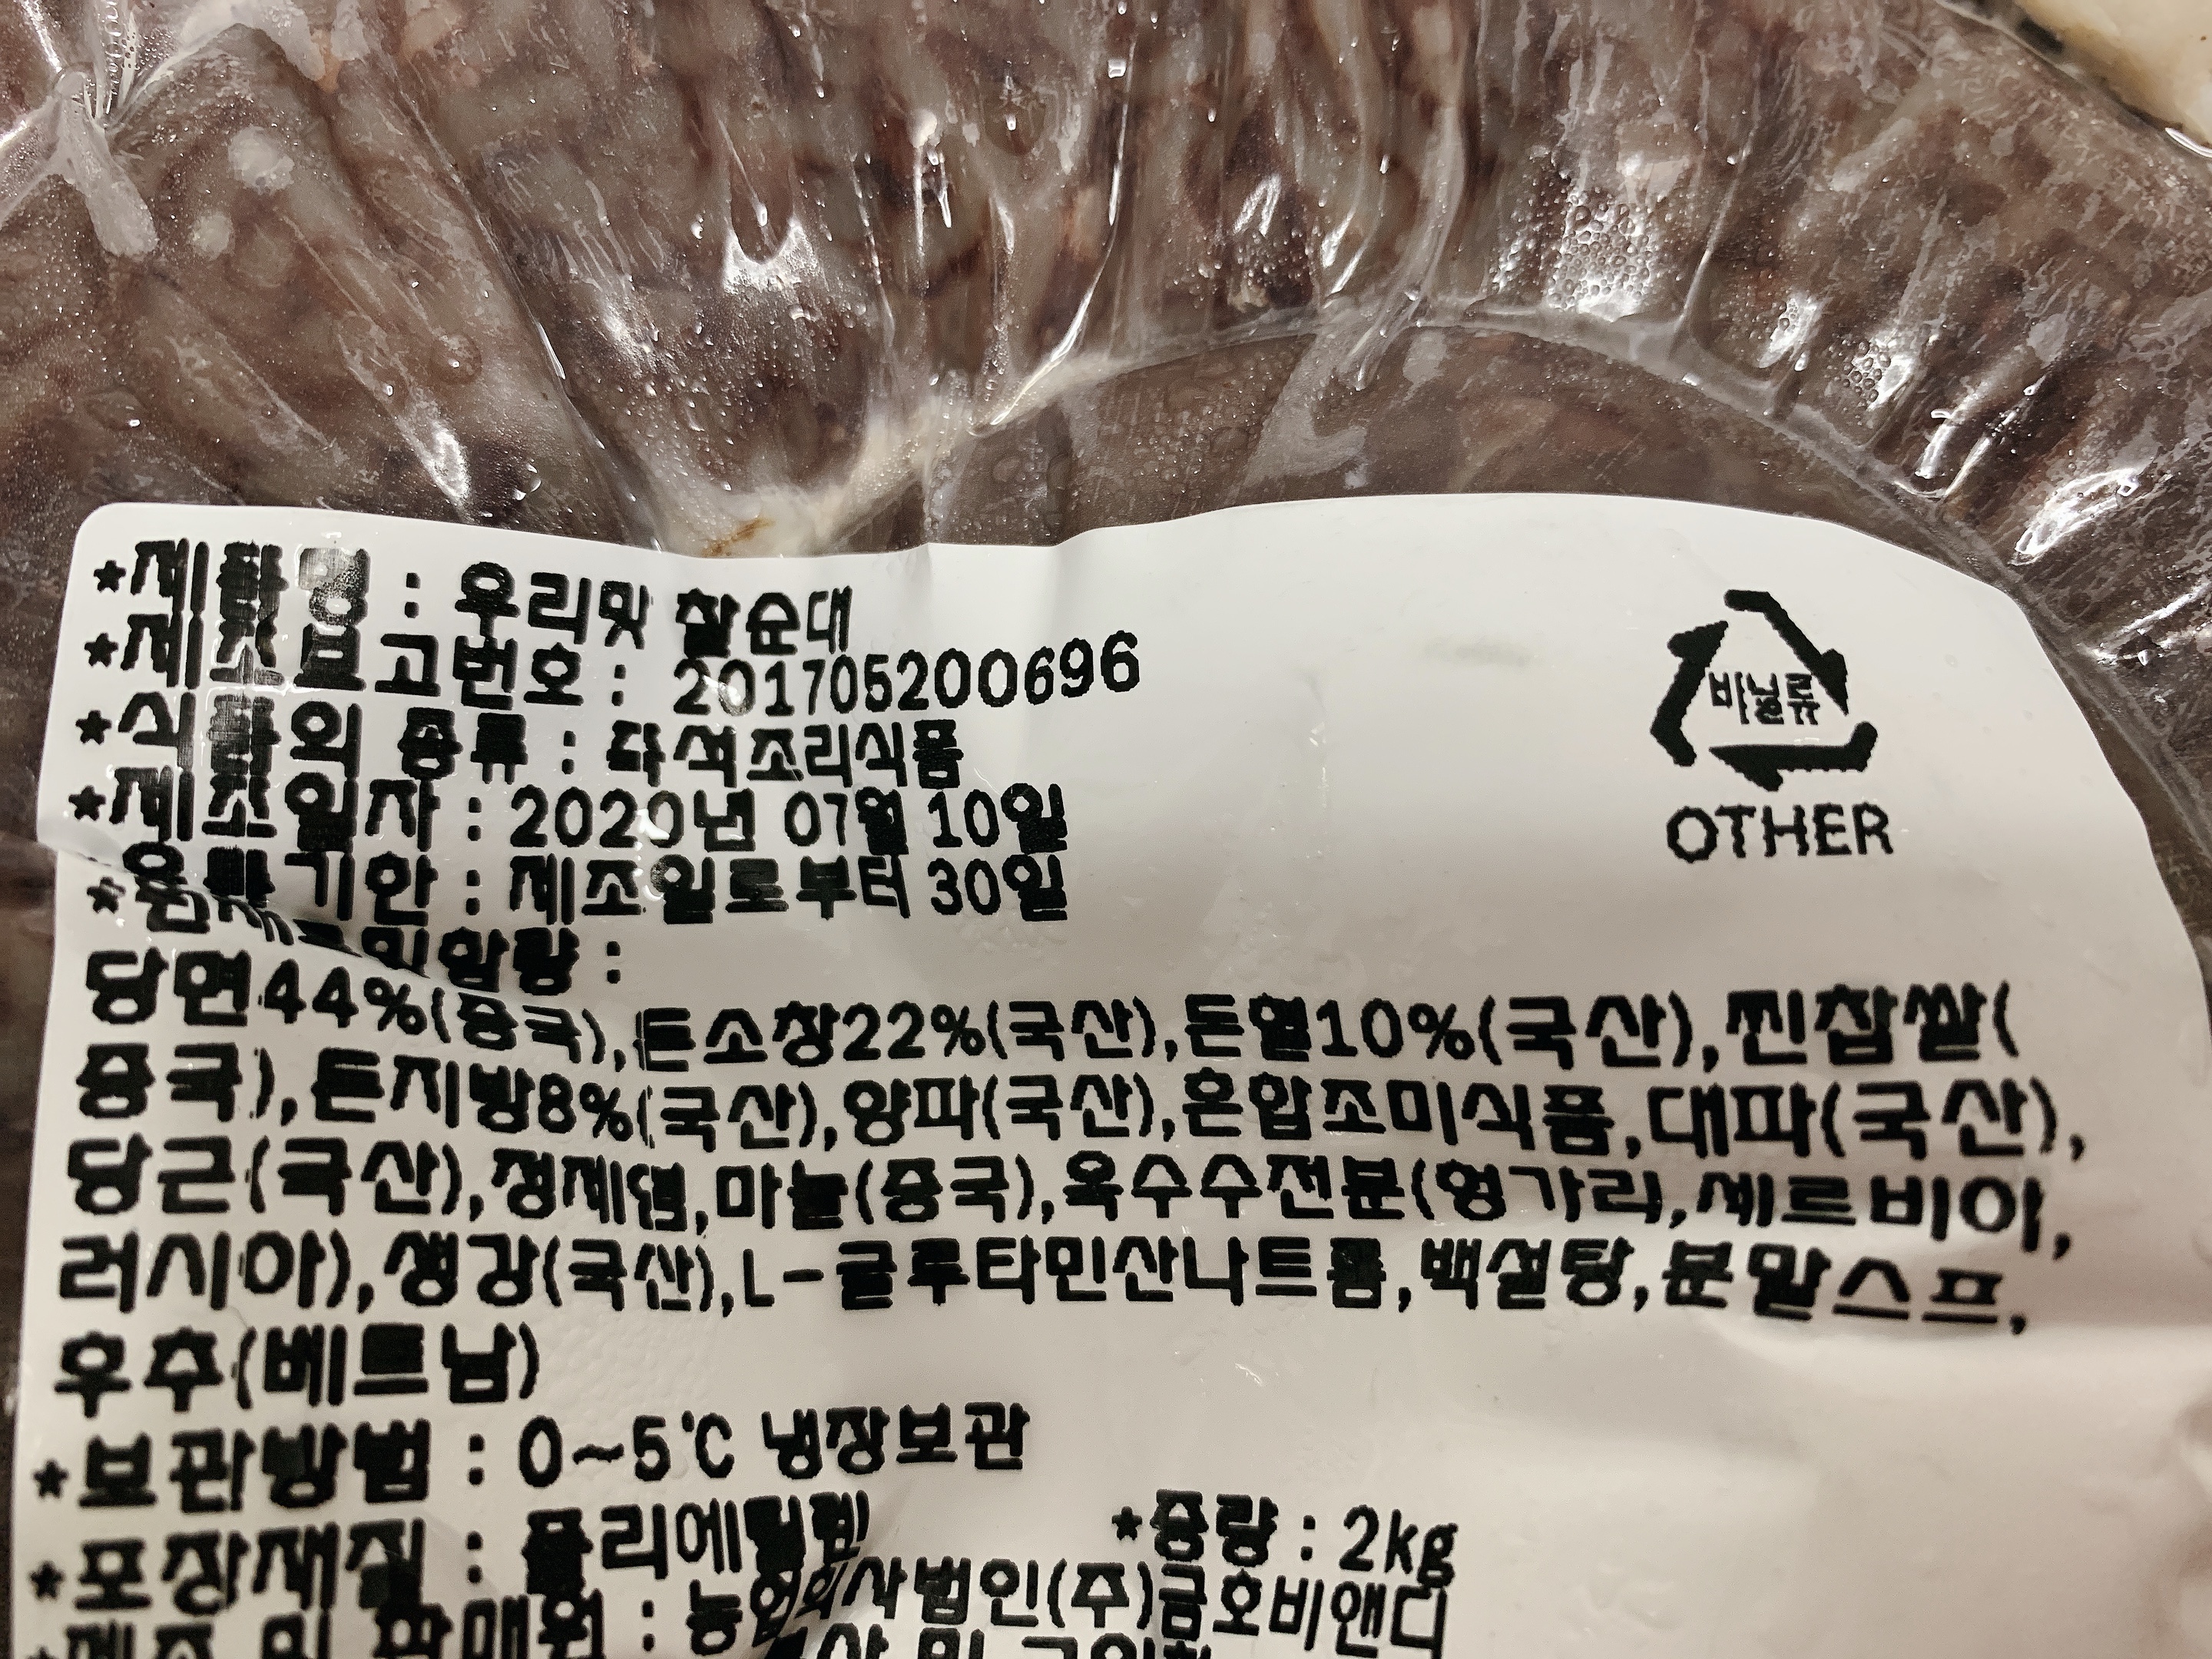 *제품명 : 우리맛 찰순대
*제조보고번호 : 201705200696
*식품의 종류 : 즉석조리식품
*제조일자 : 2020년 07월 10일
*유통기한 : 제조일로부터 30일
*원재료및함량 :
당면44%(중국),돈소창22%(국산),돈혈10%(국산),찐찹쌀(
중국),돈지방8%(국산),양파(국산),혼합조미식품,대파(국산),
당근(국산),정제염,마늘(중국),옥수수전분(헝가리,세르비아,
러시아),생강(국산),L-글루타민산나트륨,백설탕,분말스프,
후추(베트남)
*보관방법 : 0~5℃ 냉장보관
*포장재질 : 폴리에틸렌 *중량 : 2kg
*제조 및 판매원 : 농업회사법인(주)금호비앤디
비닐류
OTHER